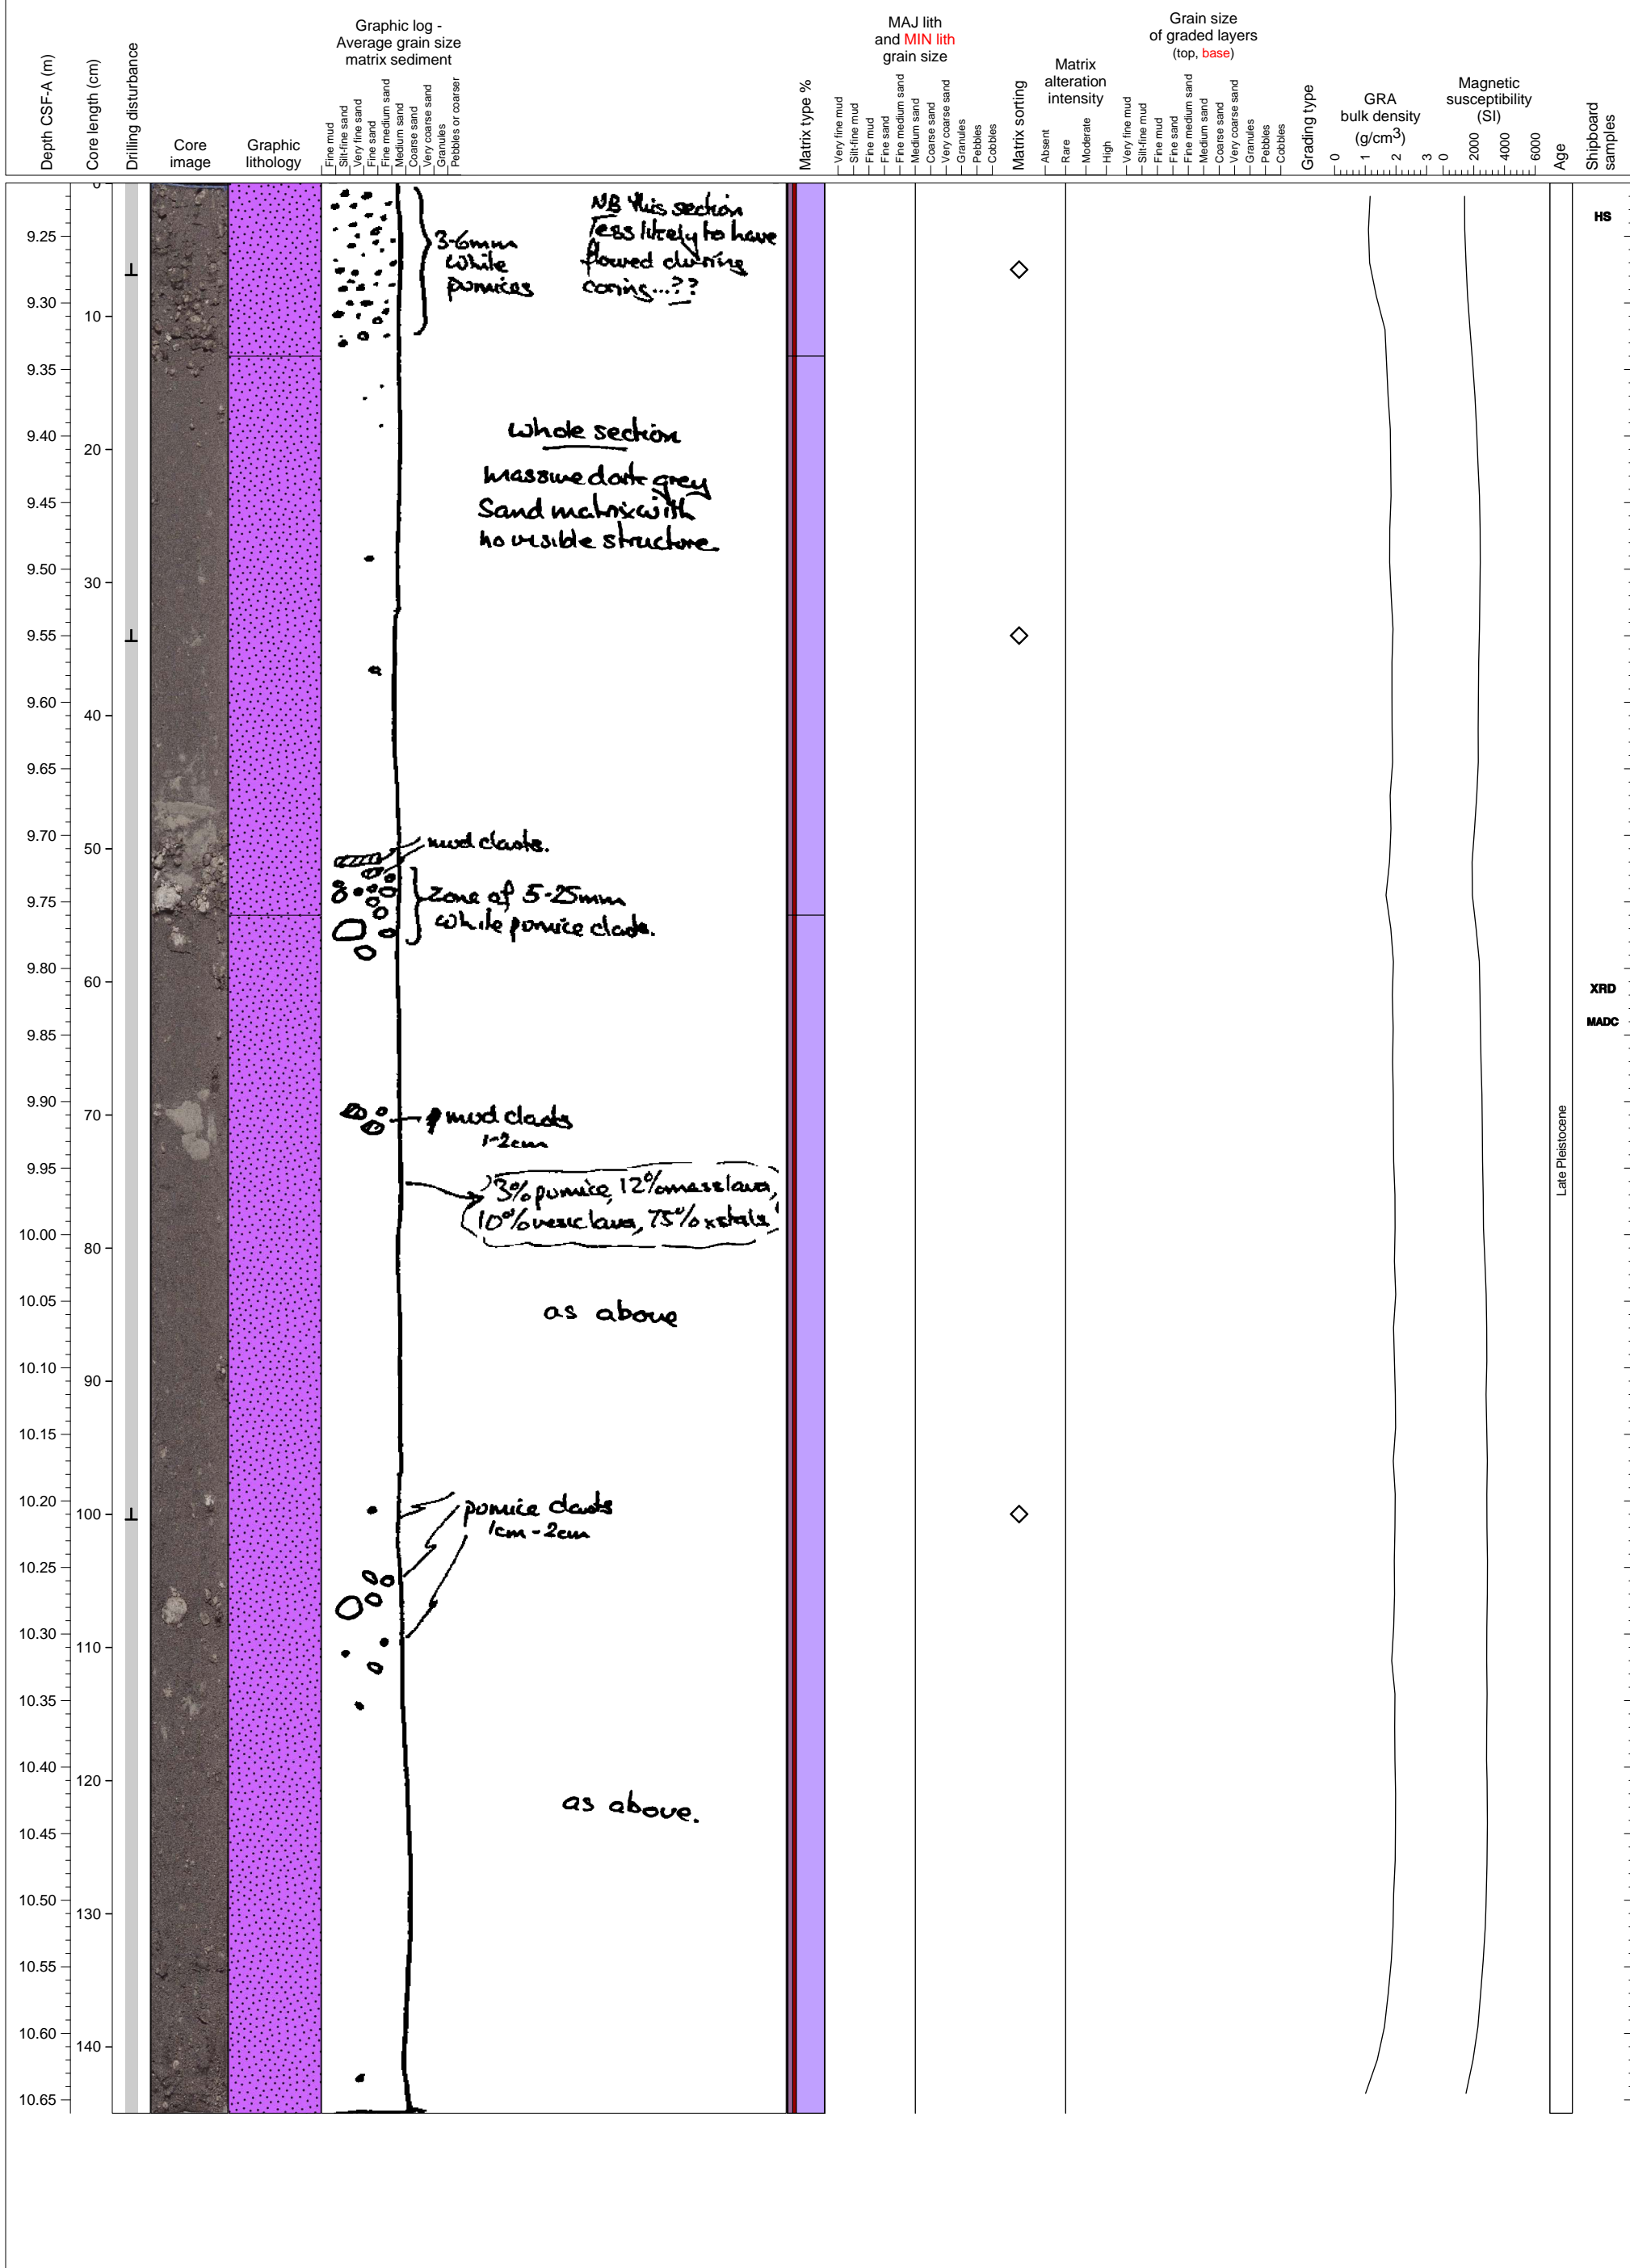 Depth CSF-A (m)
Core length (cm)
Drilling disturbance
Core
image
Graphic
lithology
Graphic log -
Average grain size
matrix sediment
Fine mud
Silt-fine sand
Very fine sand
Fine sand
Fine medium sand
Medium sand
Coarse sand
Very coarse sand
Granules
Pebbles or coarser
Matrix type %
MAJ lith
and MIN lith
grain size
Very fine mud
Silt-fine mud
Fine mud
Fine sand
Fine medium sand
Medium sand
Coarse sand
Very coarse sand
Granules
Pebbles
Cobbles
Matrix sorting
Matrix
alteration
intensity
Absent
Rare
Moderate
High
Grain size
of graded layers
(top, base)
Very fine mud
Silt-fine mud
Fine mud
Fine sand
Fine medium sand
Medium sand
Coarse sand
Very coarse sand
Granules
Pebbles
Cobbles
Grading type
GRA
bulk density
(g/cm3)
0 1 2 3
Magnetic
susceptibility
(SI)
0 2000 4000 6000
Age
Shipboard
samples
9.25
9.30
9.35
9.40
9.45
9.50
9.55
9.60
9.65
9.70
9.75
9.80
9.85
9.90
9.95
10.00
10.05
10.10
10.15
10.20
10.25
10.30
10.35
10.40
10.45
10.50
10.55
10.60
10.65
0
10
20
30
40
50
60
70
80
90
100
110
120
130
140
3-6mm
white
pumices
NB this section
less likely to have
flowed during
coring...??
whole section
massive dark grey
Sand matrix with
no visible structure.
mud clasts.
Zone of 5-25mm
white pumice clasts.
mud clasts
1-2cm
3% pumice, 12% mass lava,
10% vesic lava, 75% xstals
as above
pumice clasts
1cm - 2cm
as above.
HS
XRD
MADC
Late Pleistocene